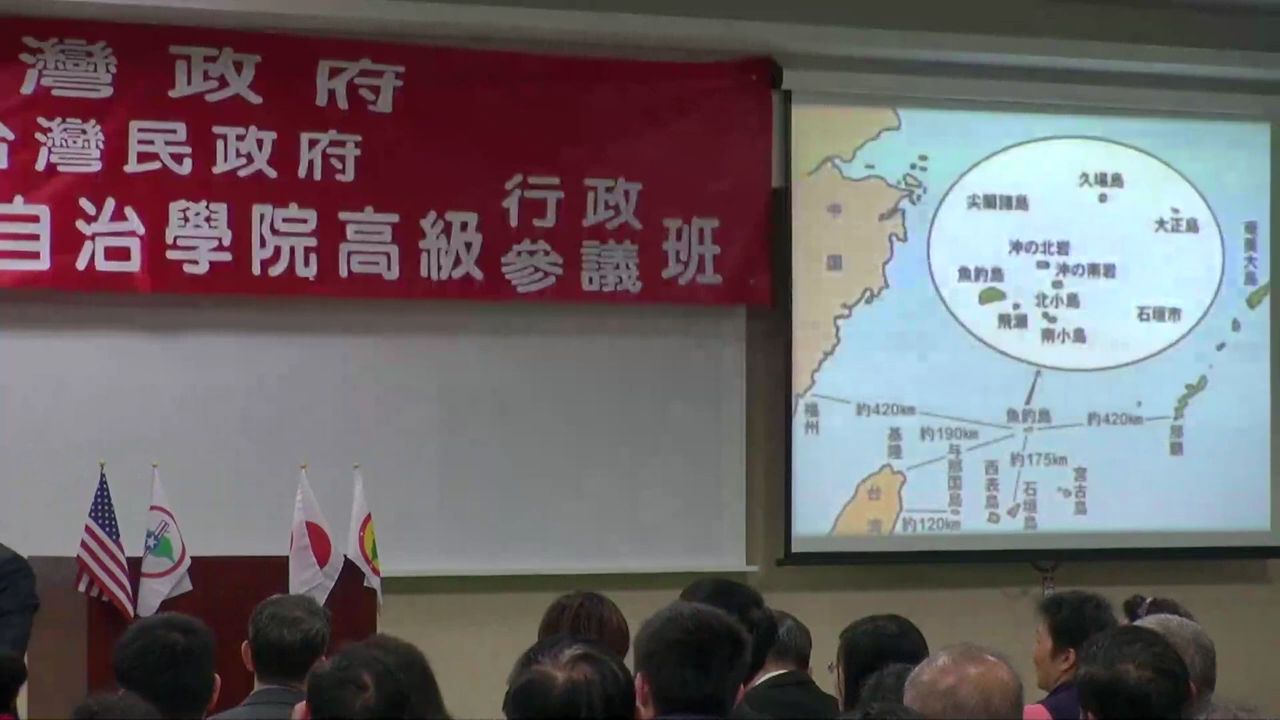 灣政府
台灣民政府
自治學院高級行政參議班
中国
久場島
尖閣諸島
大正島
沖の北岩
沖の南岩
魚釣島
北小島
飛瀬
南小島
石垣市
奄美大島
福州
約420km
魚釣島
約420km
那覇
基隆
約190km
約175km
与那国島
西表島
石垣島
宮古島
台湾
約120km